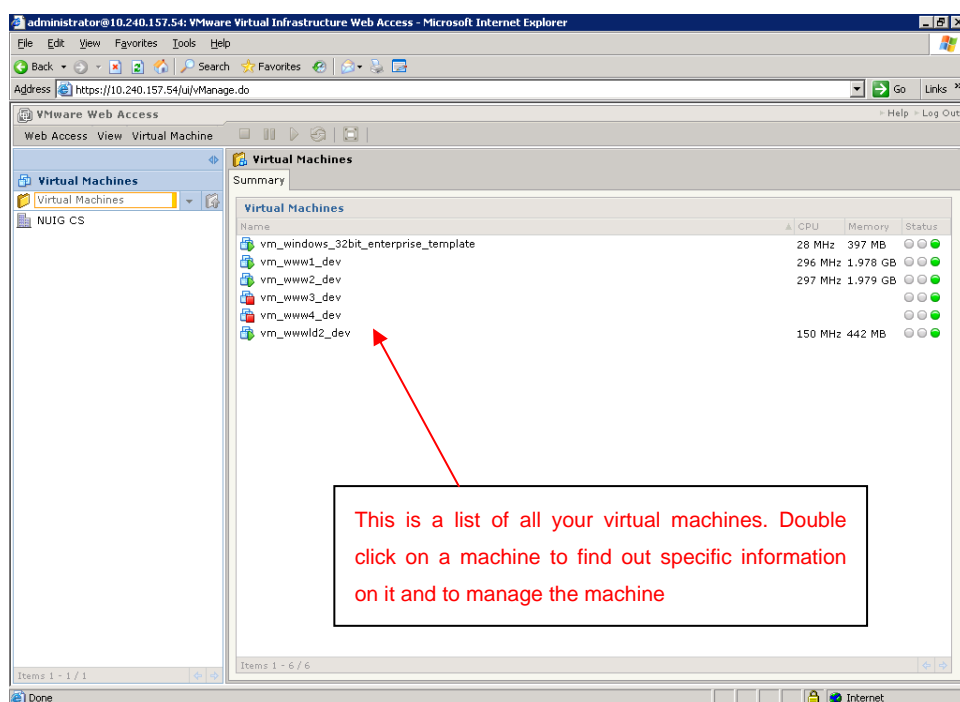 administrator@10.240.157.54: VMware Virtual Infrastructure Web Access - Microsoft Internet Explorer
File Edit View Favorites Tools Help
Back Search Favorites
Address https://10.240.157.54/ui/vManage.do Go Links »
VMware Web Access Help Log Out
Web Access View Virtual Machine
Virtual Machines
Virtual Machines
NUIG CS
Items 1 - 1 / 1
Virtual Machines
Summary
Virtual Machines
Name CPU Memory Status
vm_windows_32bit_enterprise_template 28 MHz 397 MB
vm_www1_dev 296 MHz 1.978 GB
vm_www2_dev 297 MHz 1.979 GB
vm_www3_dev
vm_www4_dev
vm_wwwld2_dev 150 MHz 442 MB
This is a list of all your virtual machines. Double
click on a machine to find out specific information
on it and to manage the machine
Items 1 - 6 / 6
Done Internet